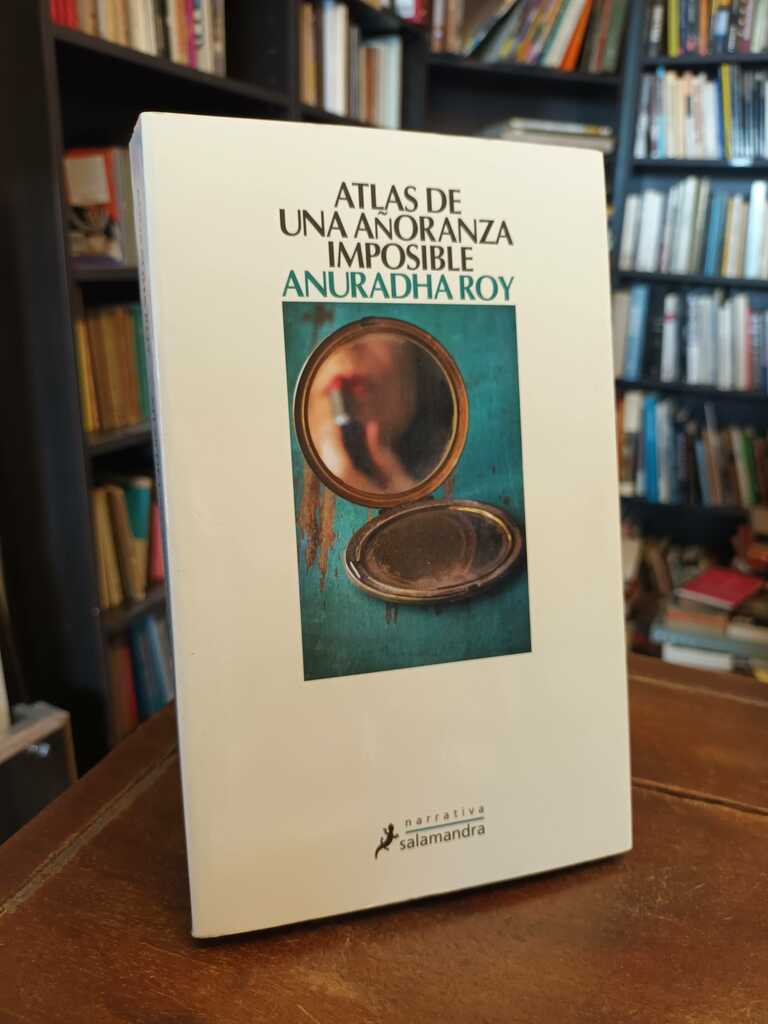 ATLAS DE
UNA AÑORANZA
IMPOSIBLE
ANURADHA ROY
narrativa
salamandra